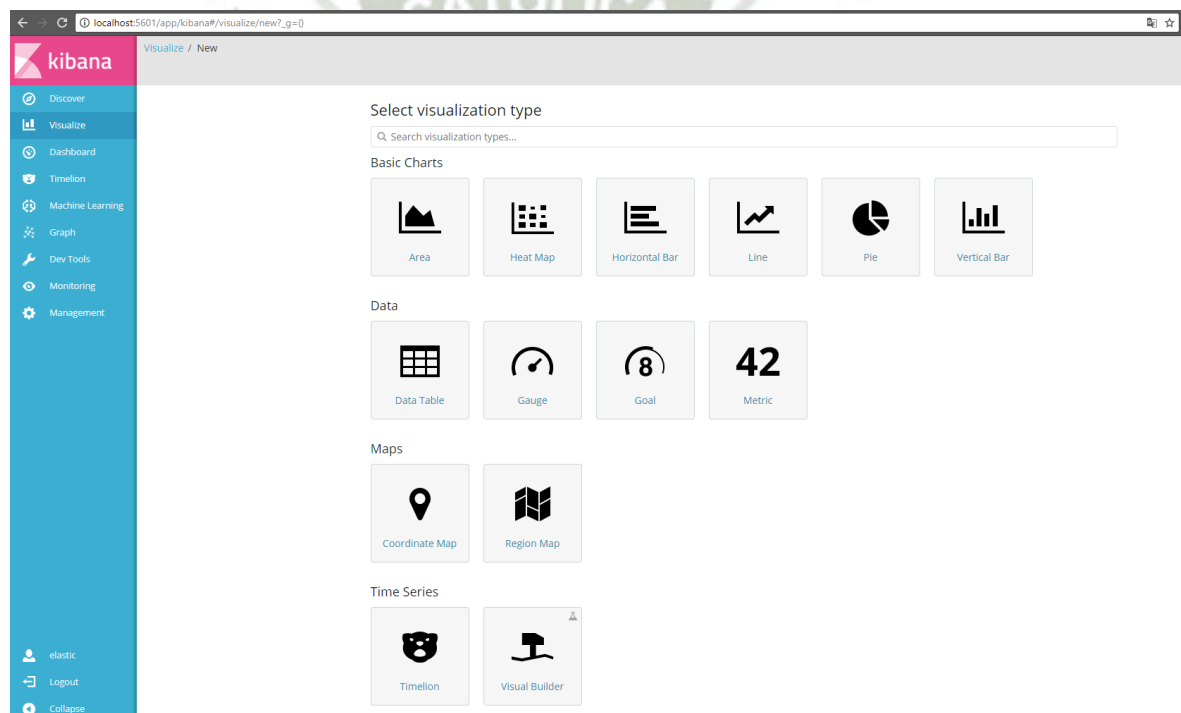 localhost:5601/app/kibana#/visualize/new?_g=()
kibana
Visualize / New
Discover
Visualize
Dashboard
Timelion
Machine Learning
Graph
Dev Tools
Monitoring
Management
elastic
Logout
Collapse
Select visualization type
Search visualization types...
Basic Charts
Area
Heat Map
Horizontal Bar
Line
Pie
Vertical Bar
Data
8
42
Data Table
Gauge
Goal
Metric
Maps
Coordinate Map
Region Map
Time Series
Timelion
Visual Builder